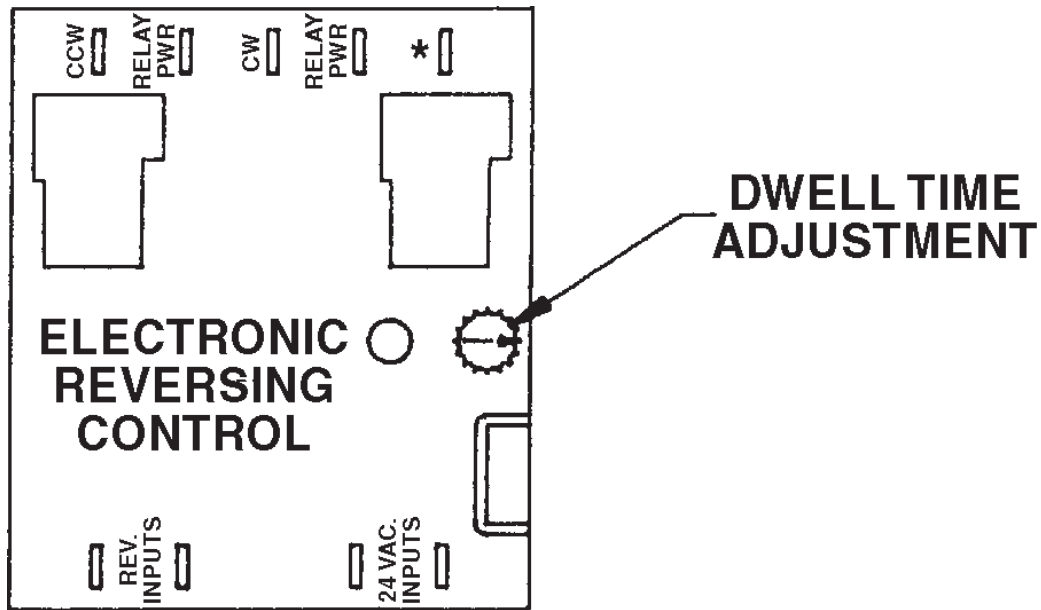 CCW
RELAY
PWR
CW
RELAY
PWR
*
DWELL TIME
ADJUSTMENT
ELECTRONIC
REVERSING
CONTROL
REV.
INPUTS
24 VAC.
INPUTS